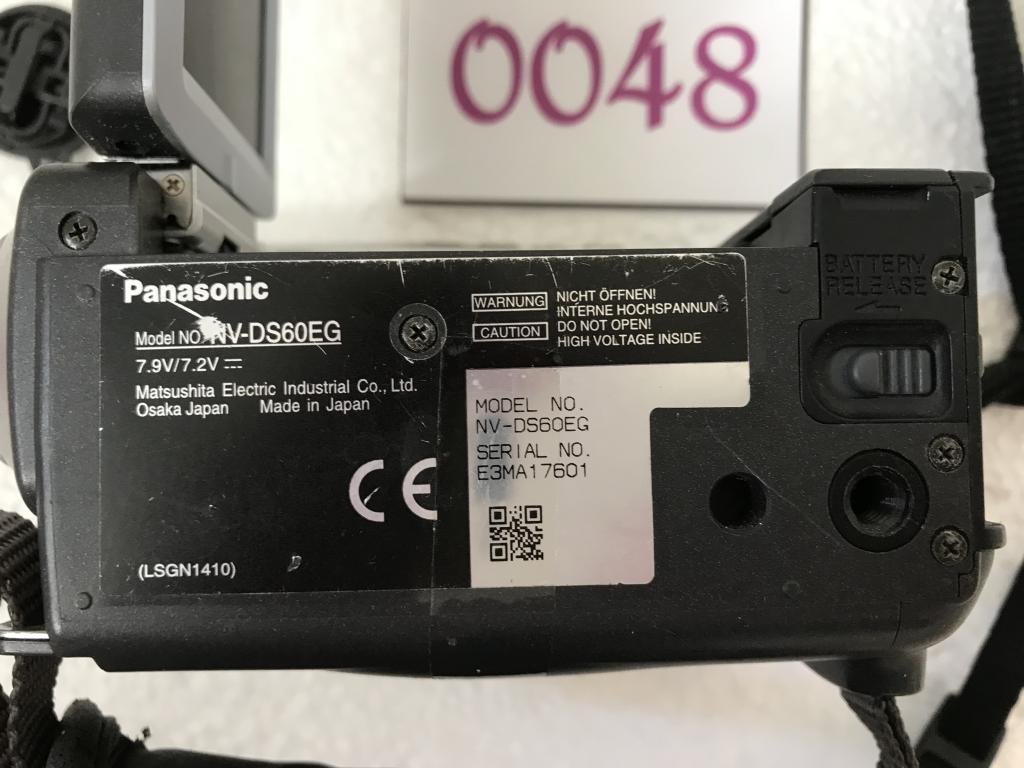 0048
Panasonic
Model NO. NV-DS60EG
7.9V/7.2V
Matsushita Electric Industrial Co., Ltd.
Osaka Japan Made in Japan
CE
(LSGN1410)
WARNUNG NICHT ÖFFNEN!
INTERNE HOCHSPANNUNG
CAUTION DO NOT OPEN!
HIGH VOLTAGE INSIDE
MODEL NO.
NV-DS60EG
SERIAL NO.
E3MA17601
BATTERY
RELEASE